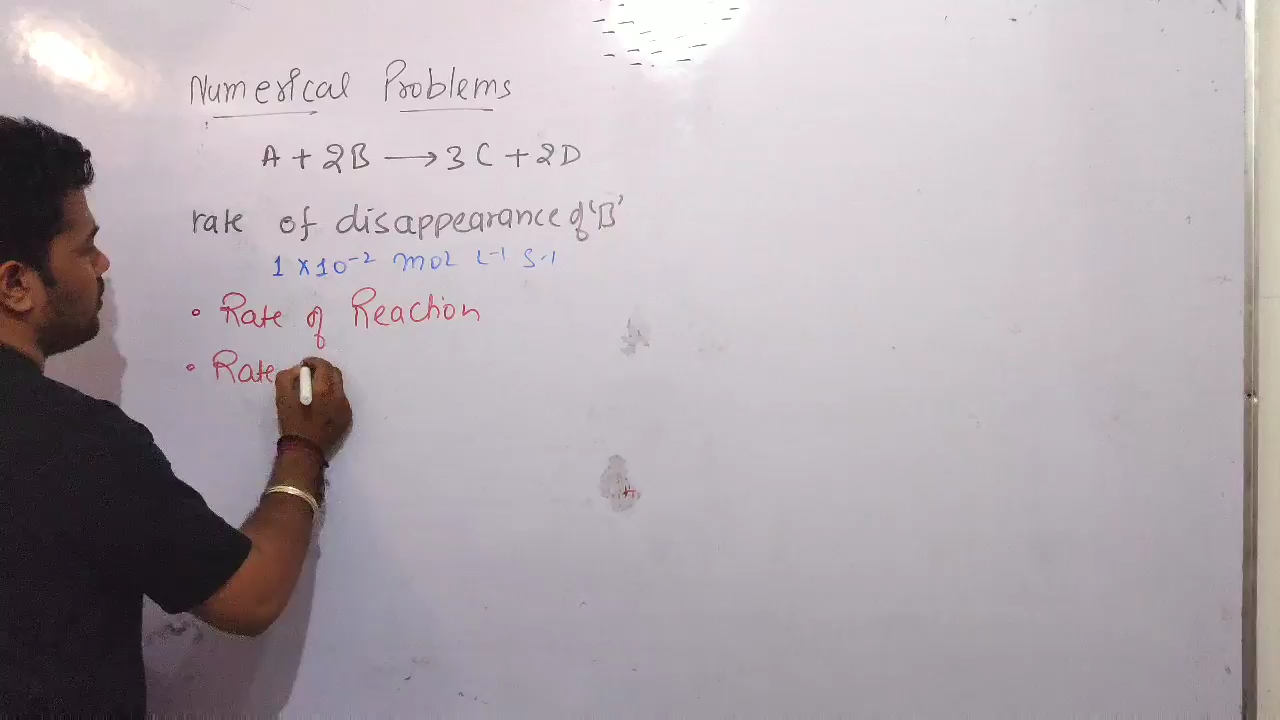 Numerical Problems
A + 2B → 3C + 2D
rate of disappearance of 'B'
1 × 10⁻² mol L⁻¹ S⁻¹
• Rate of Reaction
• Rate